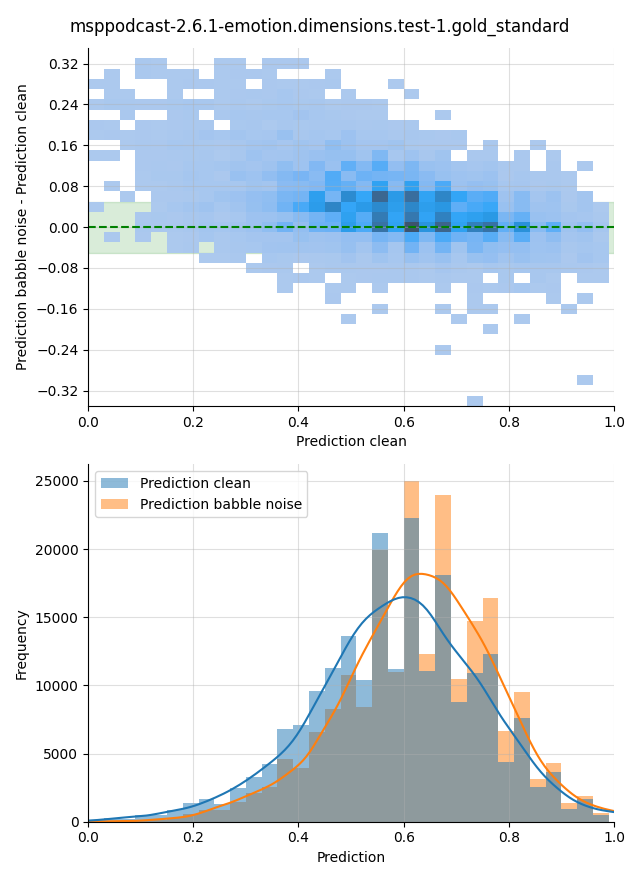 msppodcast-2.6.1-emotion.dimensions.test-1.gold_standard
Prediction babble noise - Prediction clean
0.32
0.24
0.16
0.08
0.00
−0.08
−0.16
−0.24
−0.32
0.0 0.2 0.4 0.6 0.8 1.0
Prediction clean
Frequency
25000
20000
15000
10000
5000
0
Prediction clean
Prediction babble noise
0.0 0.2 0.4 0.6 0.8 1.0
Prediction